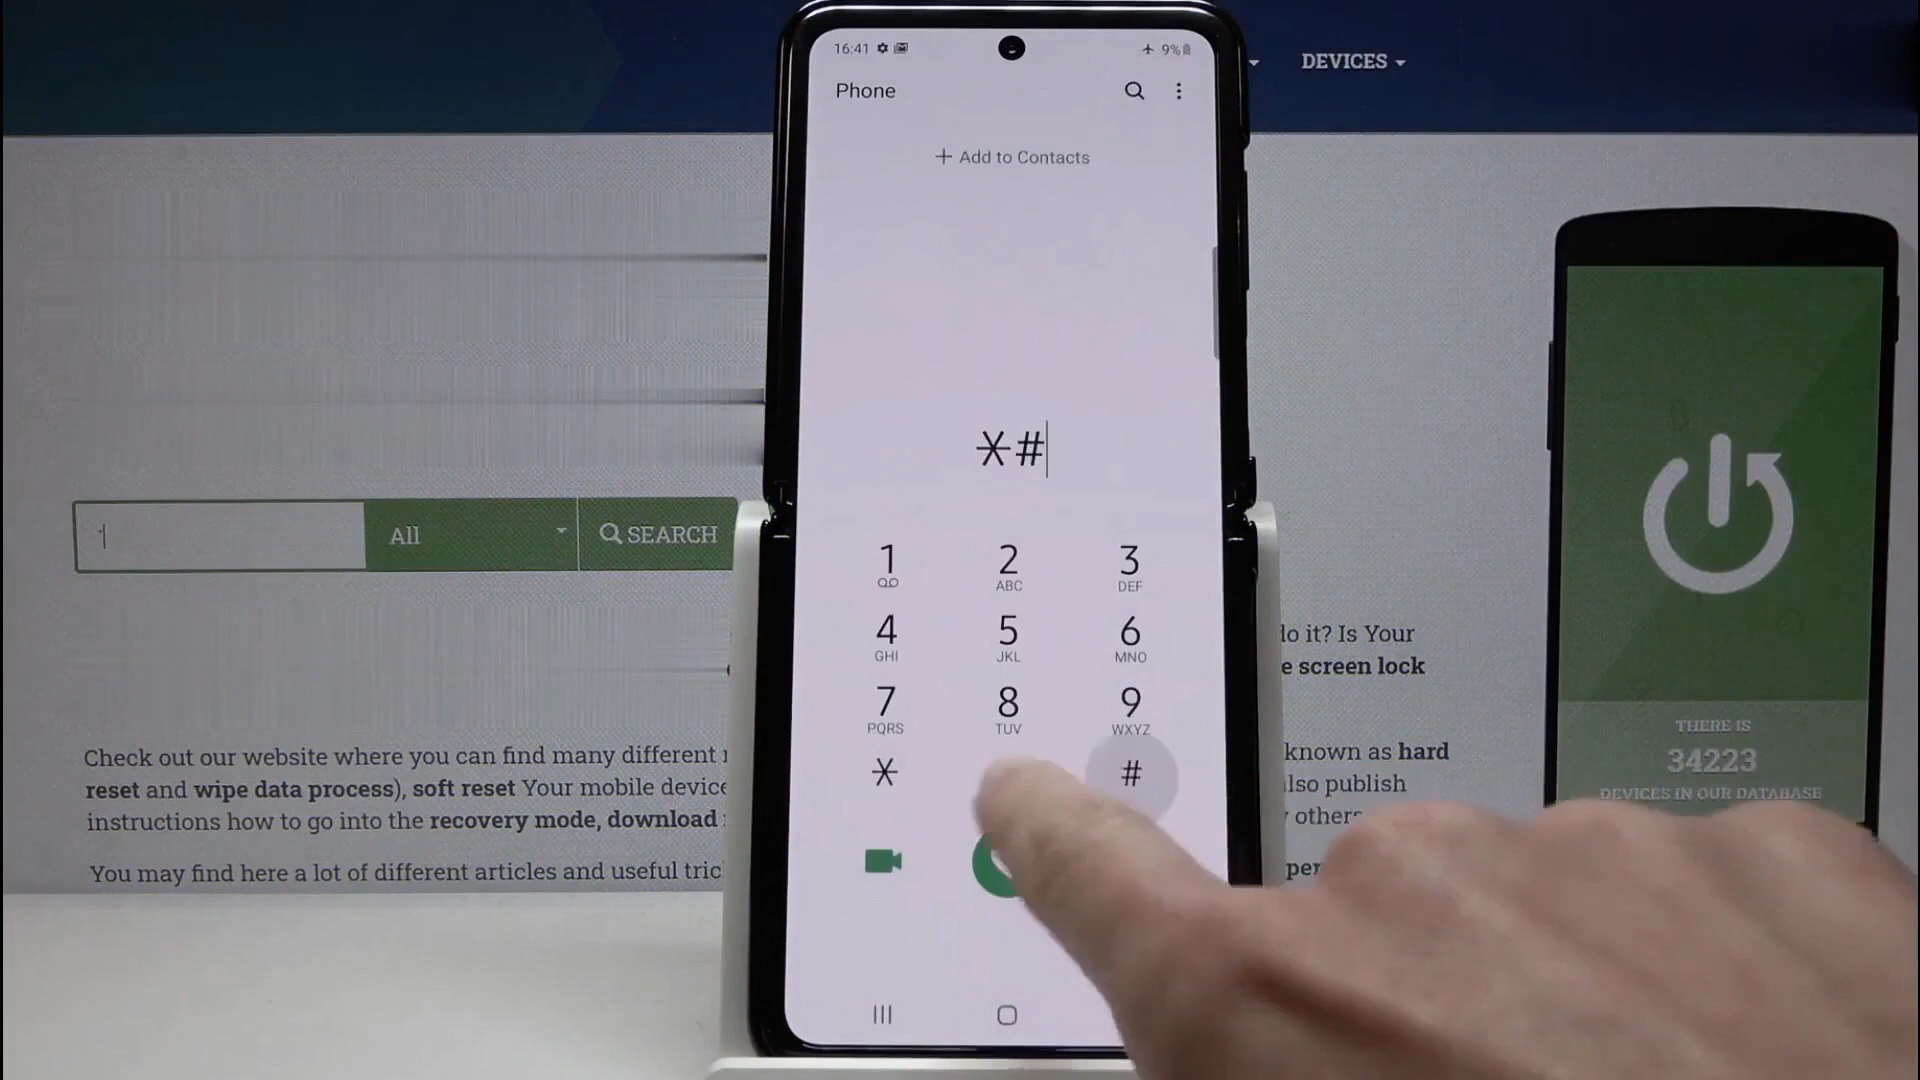 DEVICES
16:41
9%
Phone
+ Add to Contacts
*#
All
SEARCH
1
2 ABC
3 DEF
4 GHI
5 JKL
6 MNO
7 PQRS
8 TUV
9 WXYZ
* #
do it? Is Your
screen lock
Check out our website where you can find many different
reset and wipe data process), soft reset Your mobile device
instructions how to go into the recovery mode, download
You may find here a lot of different articles and useful
known as hard
also publish
THERE IS
34223
DEVICES IN OUR DATABASE